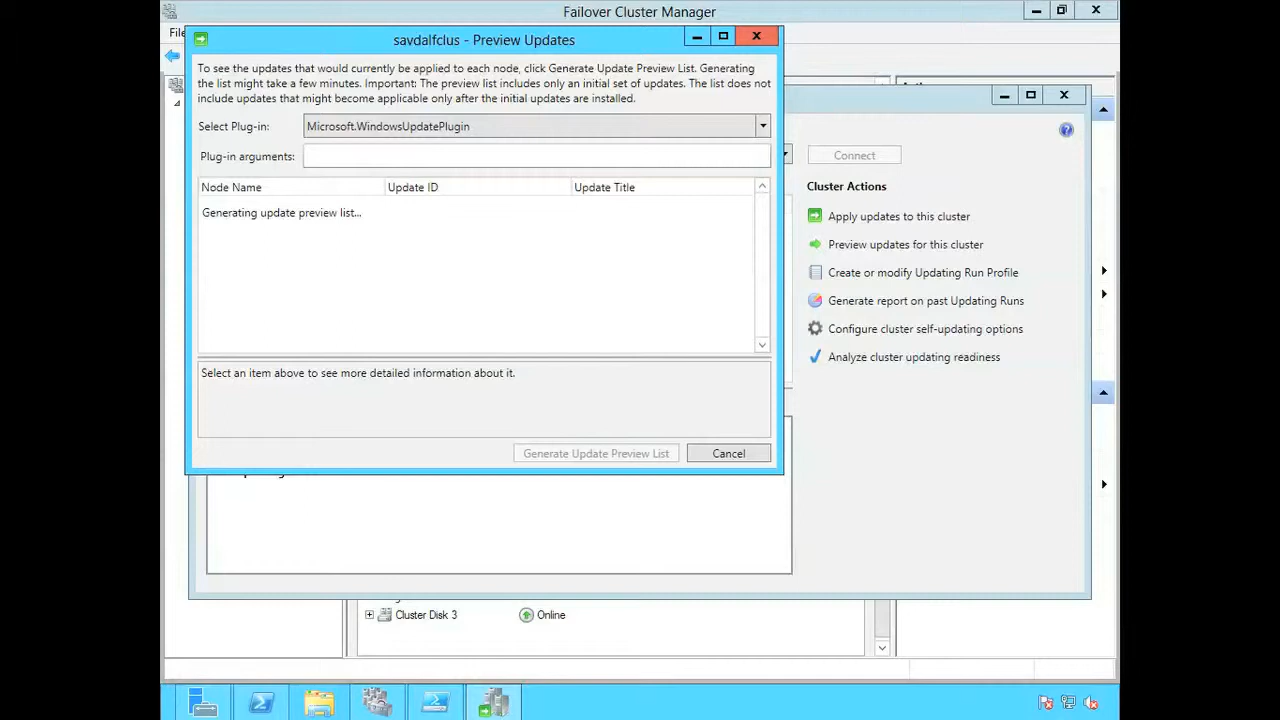 Failover Cluster Manager
File
savdalfclus - Preview Updates
To see the updates that would currently be applied to each node, click Generate Update Preview List. Generating
the list might take a few minutes. Important: The preview list includes only an initial set of updates. The list does not
include updates that might become applicable only after the initial updates are installed.
Select Plug-in:
Microsoft.WindowsUpdatePlugin
Plug-in arguments:
Node Name
Update ID
Update Title
Generating update preview list...
Select an item above to see more detailed information about it.
Generate Update Preview List
Cancel
Connect
Cluster Actions
Apply updates to this cluster
Preview updates for this cluster
Create or modify Updating Run Profile
Generate report on past Updating Runs
Configure cluster self-updating options
Analyze cluster updating readiness
Cluster Disk 3
Online